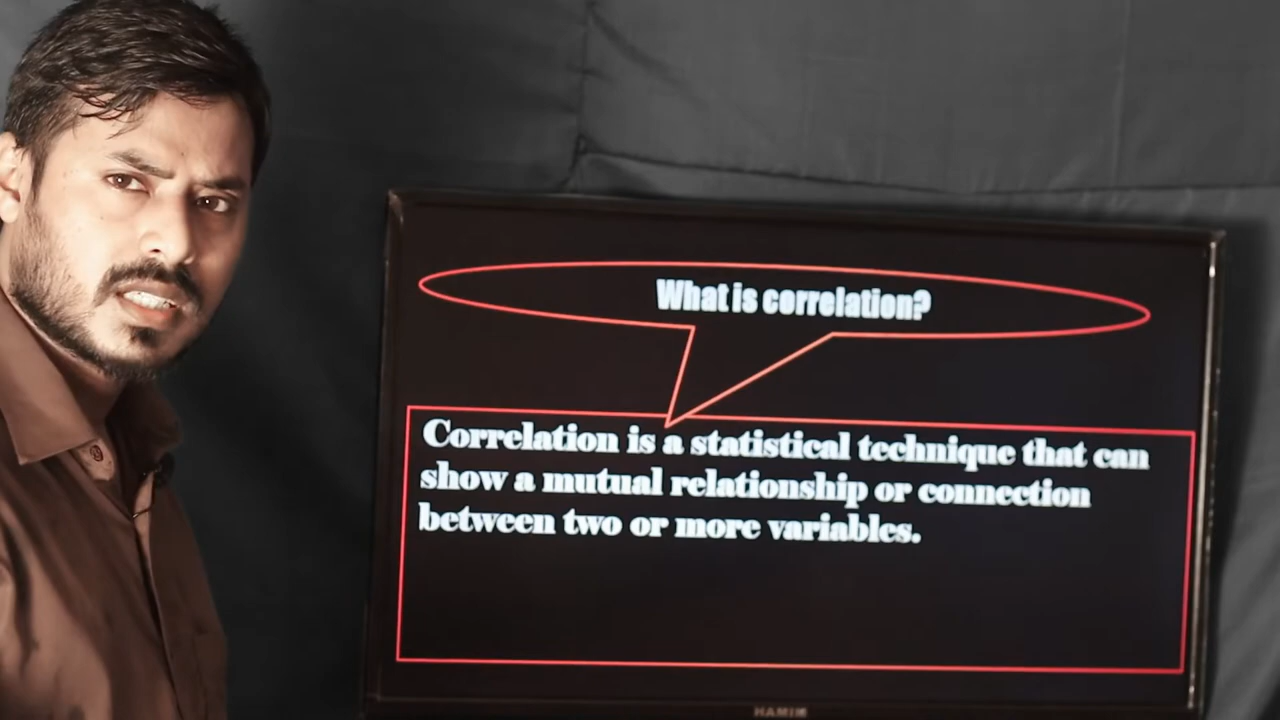 What is correlation?
Correlation is a statistical technique that can
show a mutual relationship or connection
between two or more variables.
HAMIM